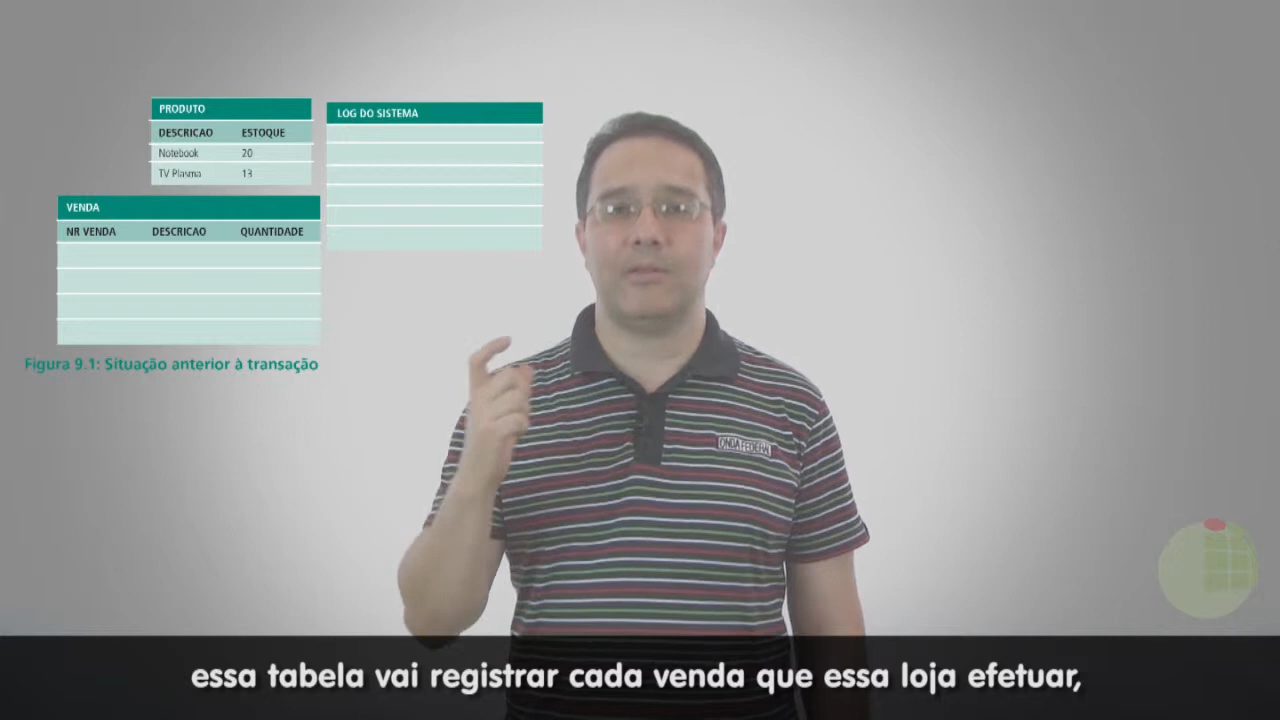 PRODUTO
DESCRICAO ESTOQUE
Notebook 20
TV Plasma 13
LOG DO SISTEMA
VENDA
NR VENDA DESCRICAO QUANTIDADE
Figura 9.1: Situação anterior à transação
ONDA FEDERAL
essa tabela vai registrar cada venda que essa loja efetuar,